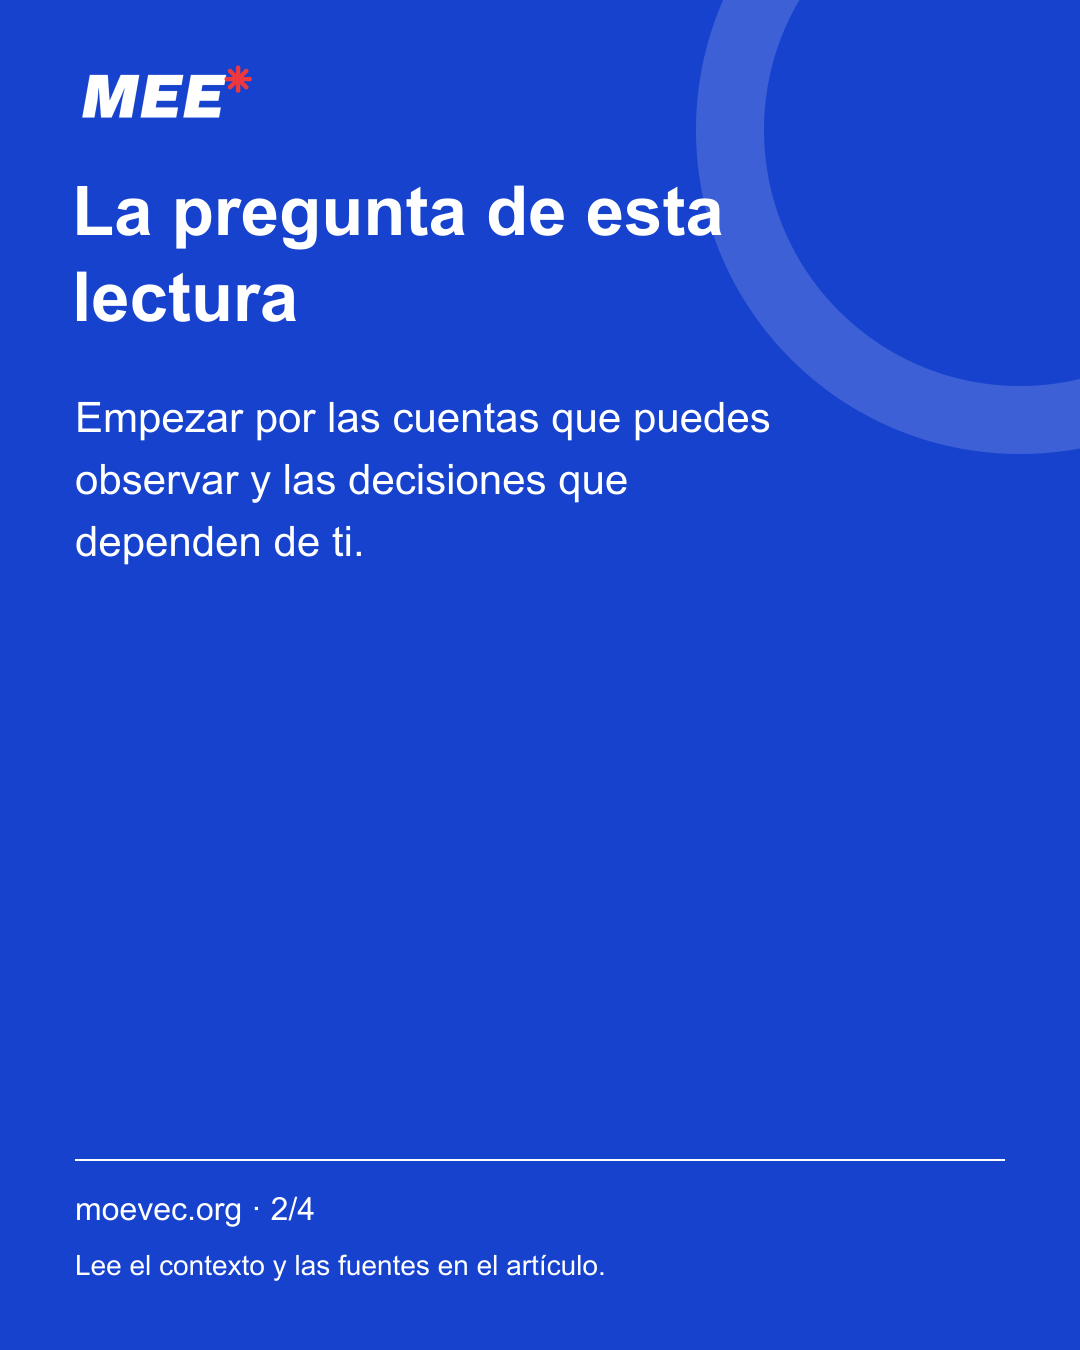 MEE*
La pregunta de esta
lectura
Empezar por las cuentas que puedes
observar y las decisiones que
dependen de ti.
moevec.org · 2/4
Lee el contexto y las fuentes en el artículo.